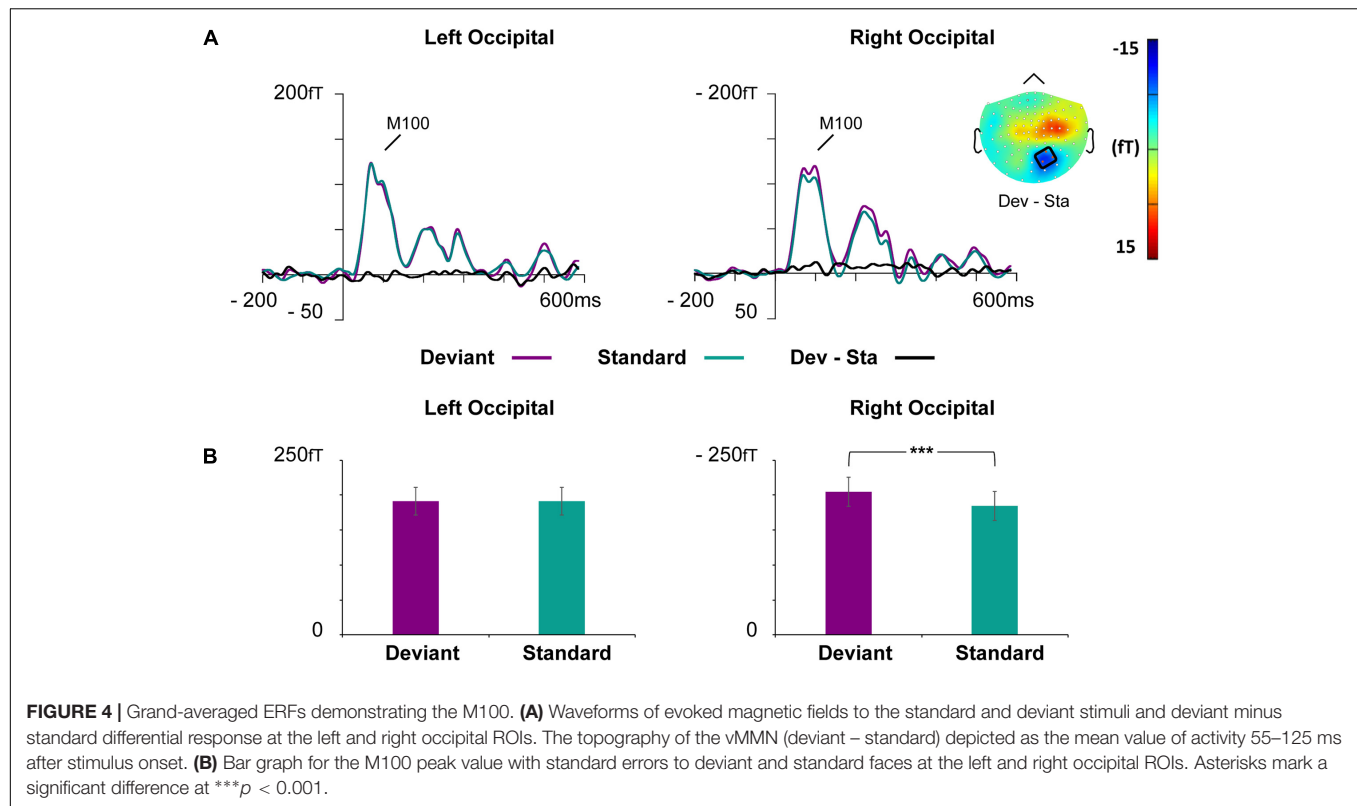 A
Left Occipital
Right Occipital
200fT
M100
- 200
- 50
600ms
- 200fT
M100
- 200
50
600ms
-15
(fT)
15
Dev - Sta
Deviant
Standard
Dev - Sta
B
Left Occipital
Right Occipital
250fT
0
Deviant
Standard
- 250fT
***
0
Deviant
Standard
FIGURE 4 | Grand-averaged ERFs demonstrating the M100. (A) Waveforms of evoked magnetic fields to the standard and deviant stimuli and deviant minus
standard differential response at the left and right occipital ROIs. The topography of the vMMN (deviant – standard) depicted as the mean value of activity 55–125 ms
after stimulus onset. (B) Bar graph for the M100 peak value with standard errors to deviant and standard faces at the left and right occipital ROIs. Asterisks mark a
significant difference at ***p < 0.001.